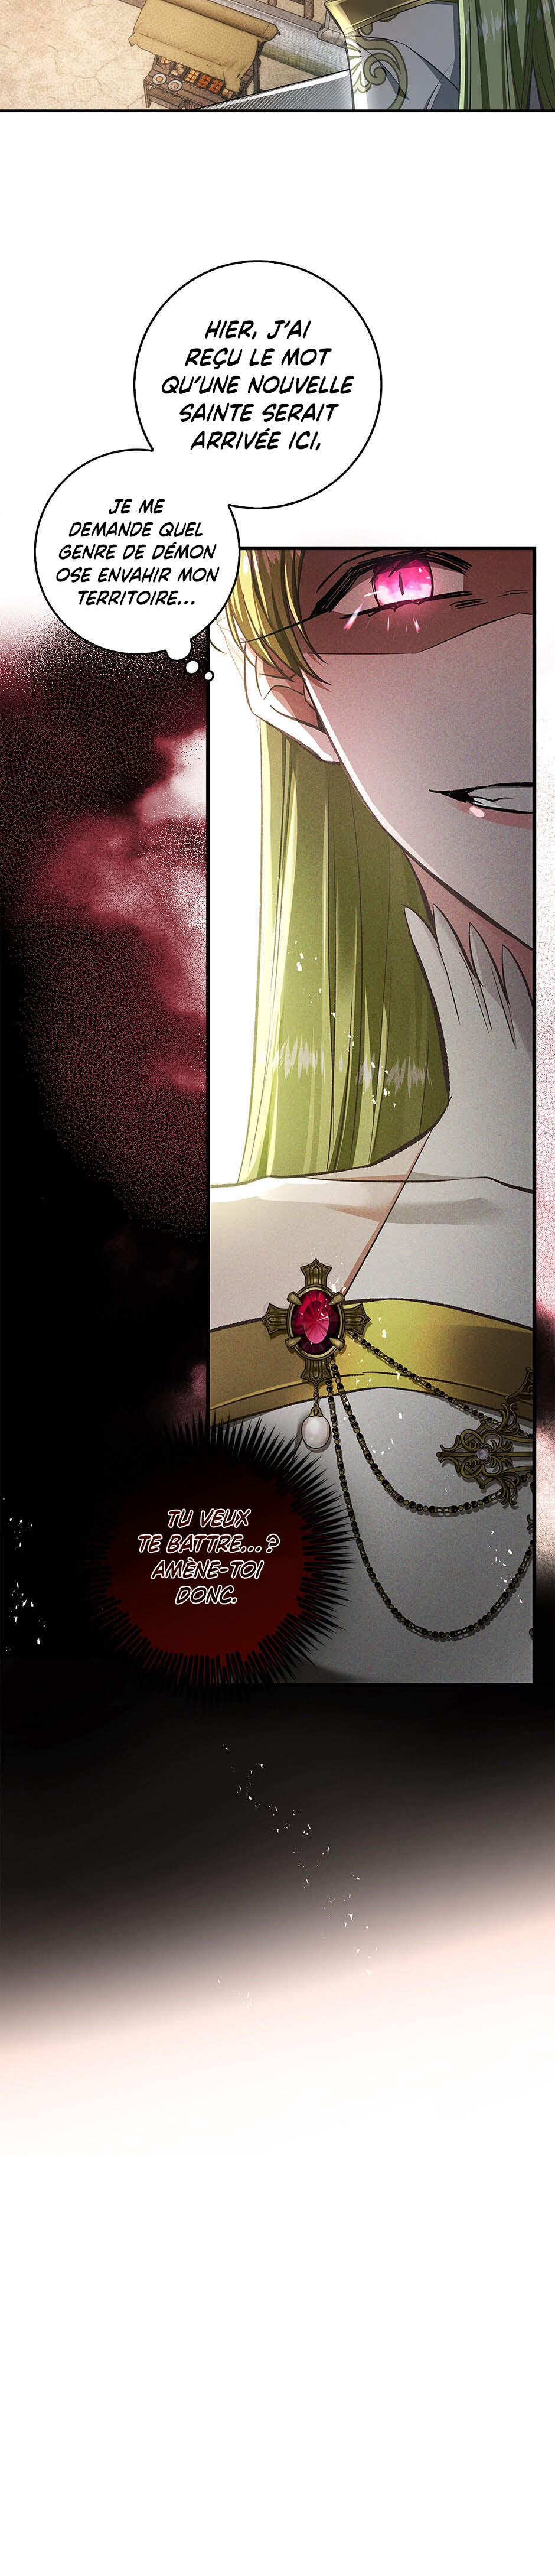 HIER, J'AI
REÇU LE MOT
QU'UNE NOUVELLE
SAINTE SERAIT
ARRIVÉE ICI,
JE ME
DEMANDE QUEL
GENRE DE DÉMON
OSE ENVAHIR MON
TERRITOIRE...
TU VEUX
TE BATTRE...?
AMÈNE-TOI
DONC.